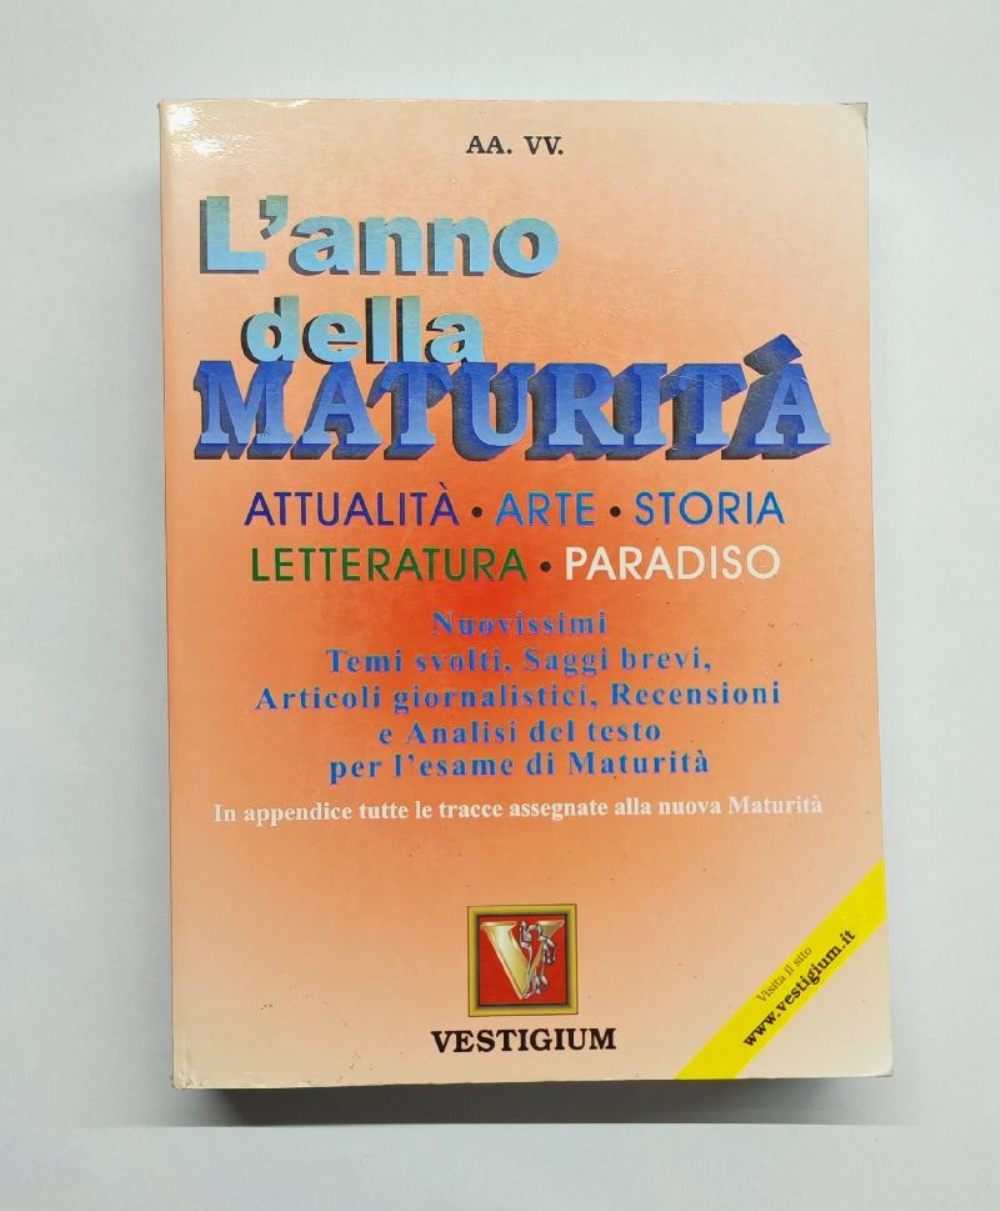 AA. VV.
L'anno
della
MATURITÁ
ATTUALITÀ • ARTE • STORIA
LETTERATURA • PARADISO
Nuovissimi
Temi svolti, Saggi brevi,
Articoli giornalistici, Recensioni
e Analisi del testo
per l'esame di Maturità
In appendice tutte le tracce assegnate alla nuova Maturità
V
VESTIGIUM
Visita il sito
www.vestigium.it